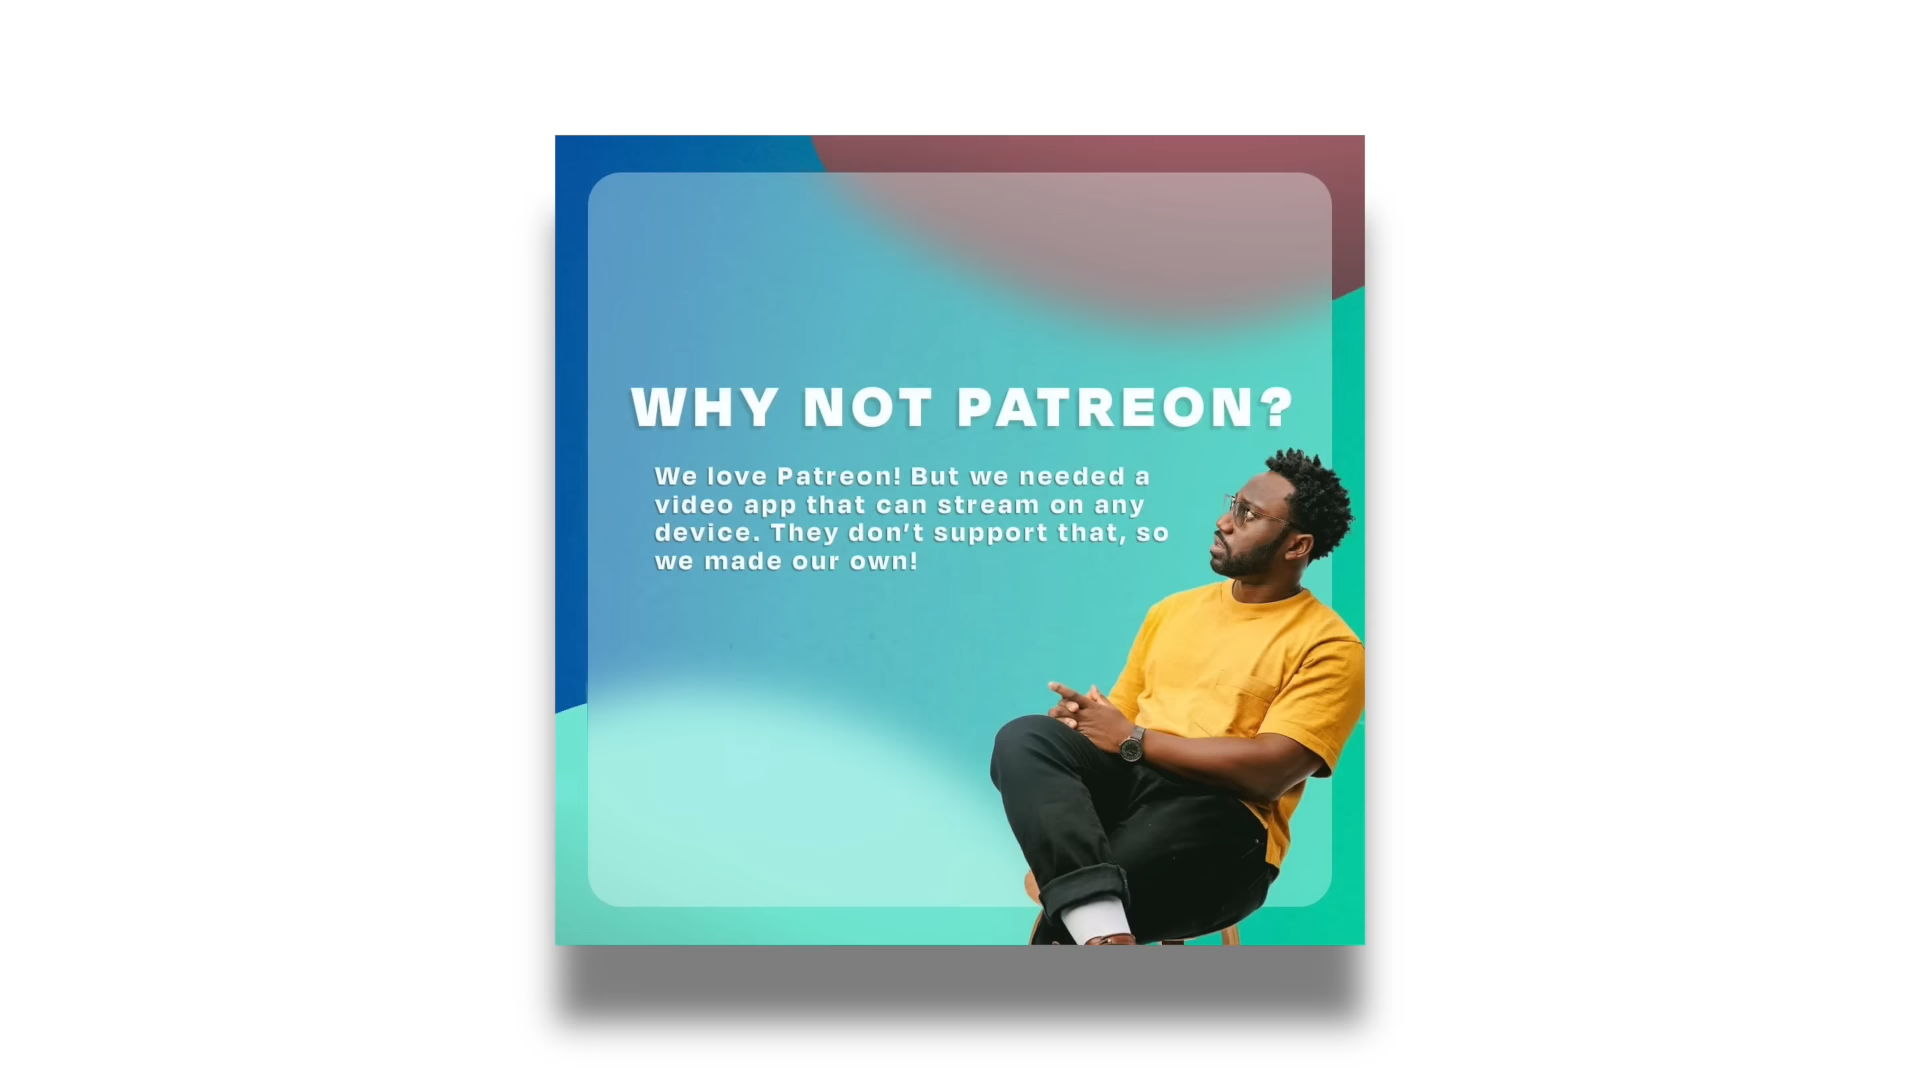 WHY NOT PATREON?
We love Patreon! But we needed a
video app that can stream on any
device. They don’t support that, so
we made our own!